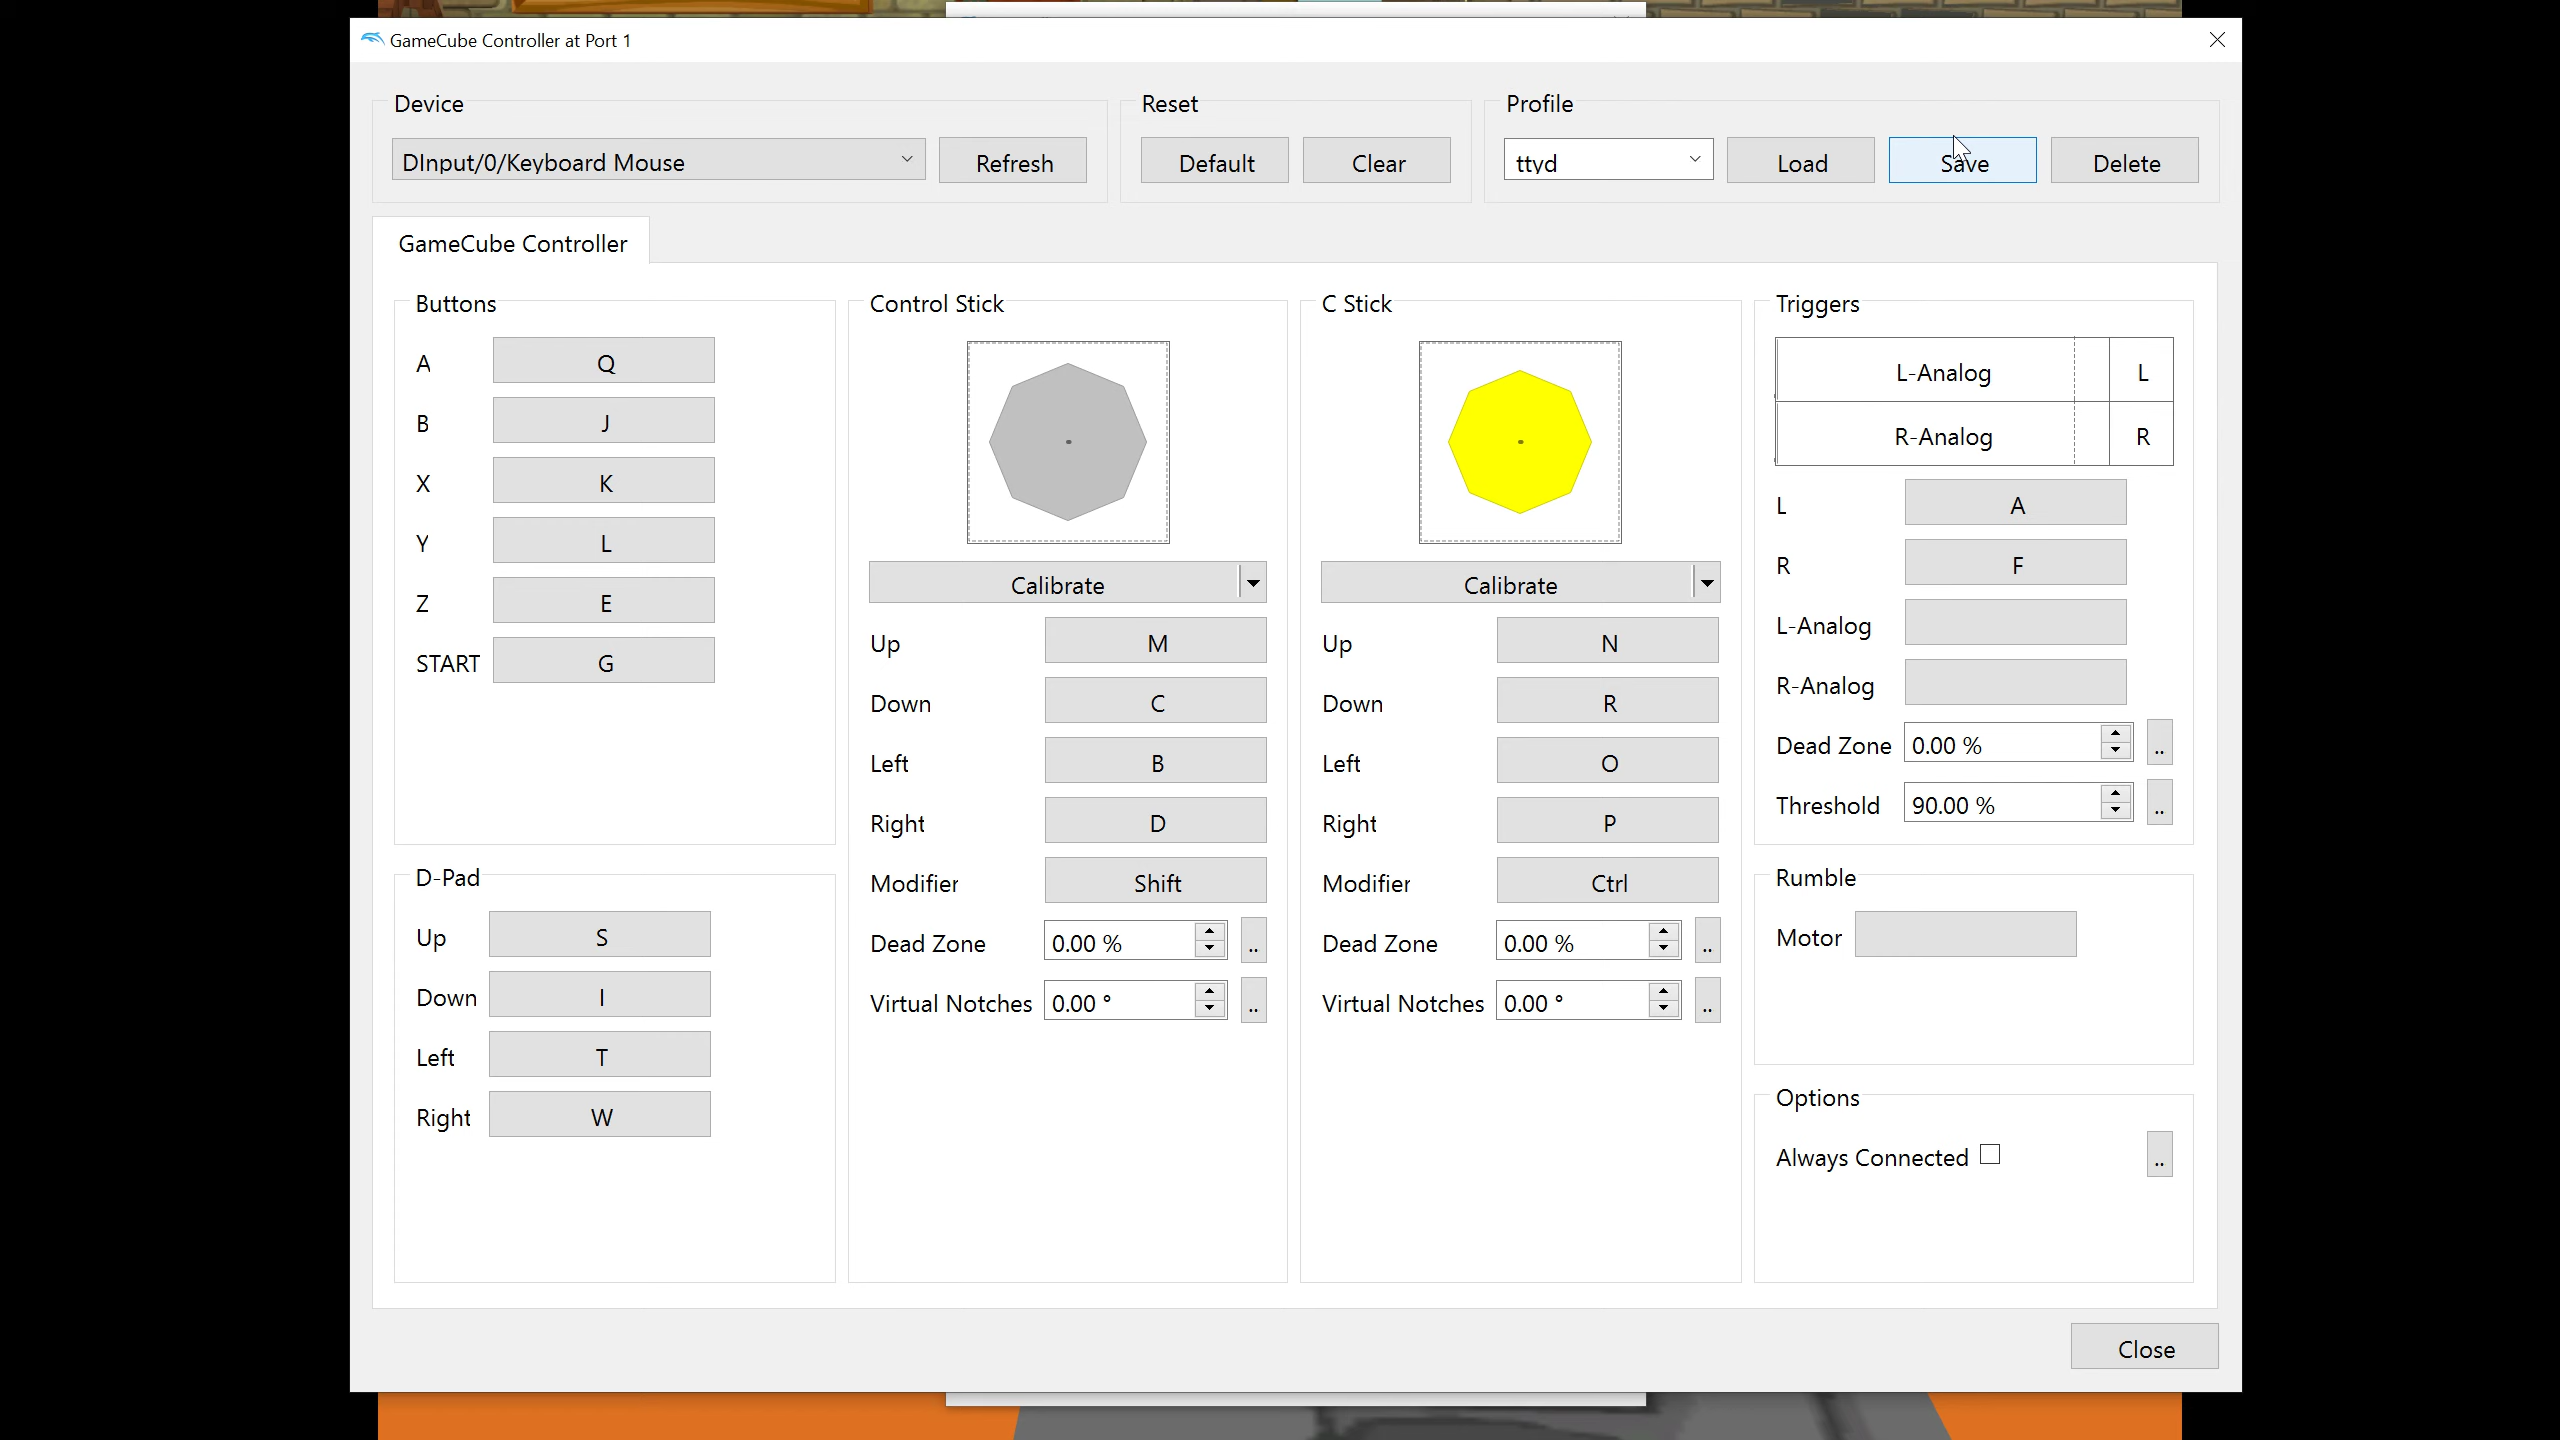 GameCube Controller at Port 1
Device
Reset
Profile
DInput/0/Keyboard Mouse
Refresh
Default
Clear
ttyd
Load
Save
Delete
GameCube Controller
Buttons
A Q
B J
X K
Y L
Z E
START G
D-Pad
Up S
Down I
Left T
Right W
Control Stick
Calibrate
Up M
Down C
Left B
Right D
Modifier Shift
Dead Zone 0.00 % ..
Virtual Notches 0.00 ° ..
C Stick
Calibrate
Up N
Down R
Left O
Right P
Modifier Ctrl
Dead Zone 0.00 % ..
Virtual Notches 0.00 ° ..
Triggers
L-Analog L
R-Analog R
L A
R F
L-Analog
R-Analog
Dead Zone 0.00 % ..
Threshold 90.00 % ..
Rumble
Motor
Options
Always Connected ..
Close